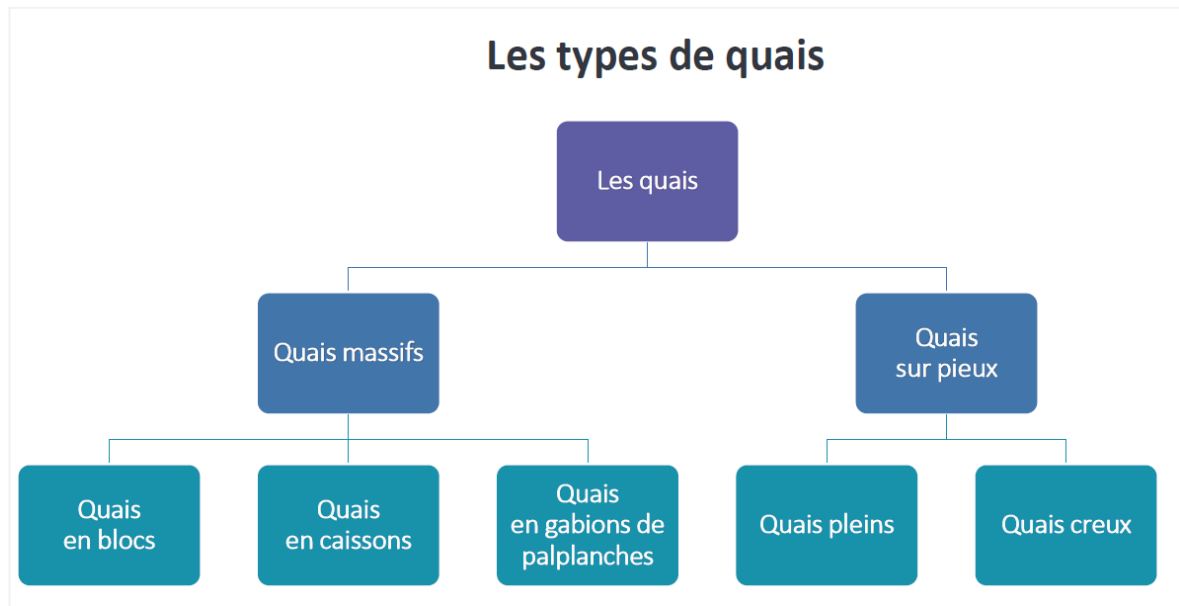 Les types de quais
Les quais
Quais massifs
Quais
sur pieux
Quais
en blocs
Quais
en caissons
Quais
en gabions de
palplanches
Quais pleins
Quais creux